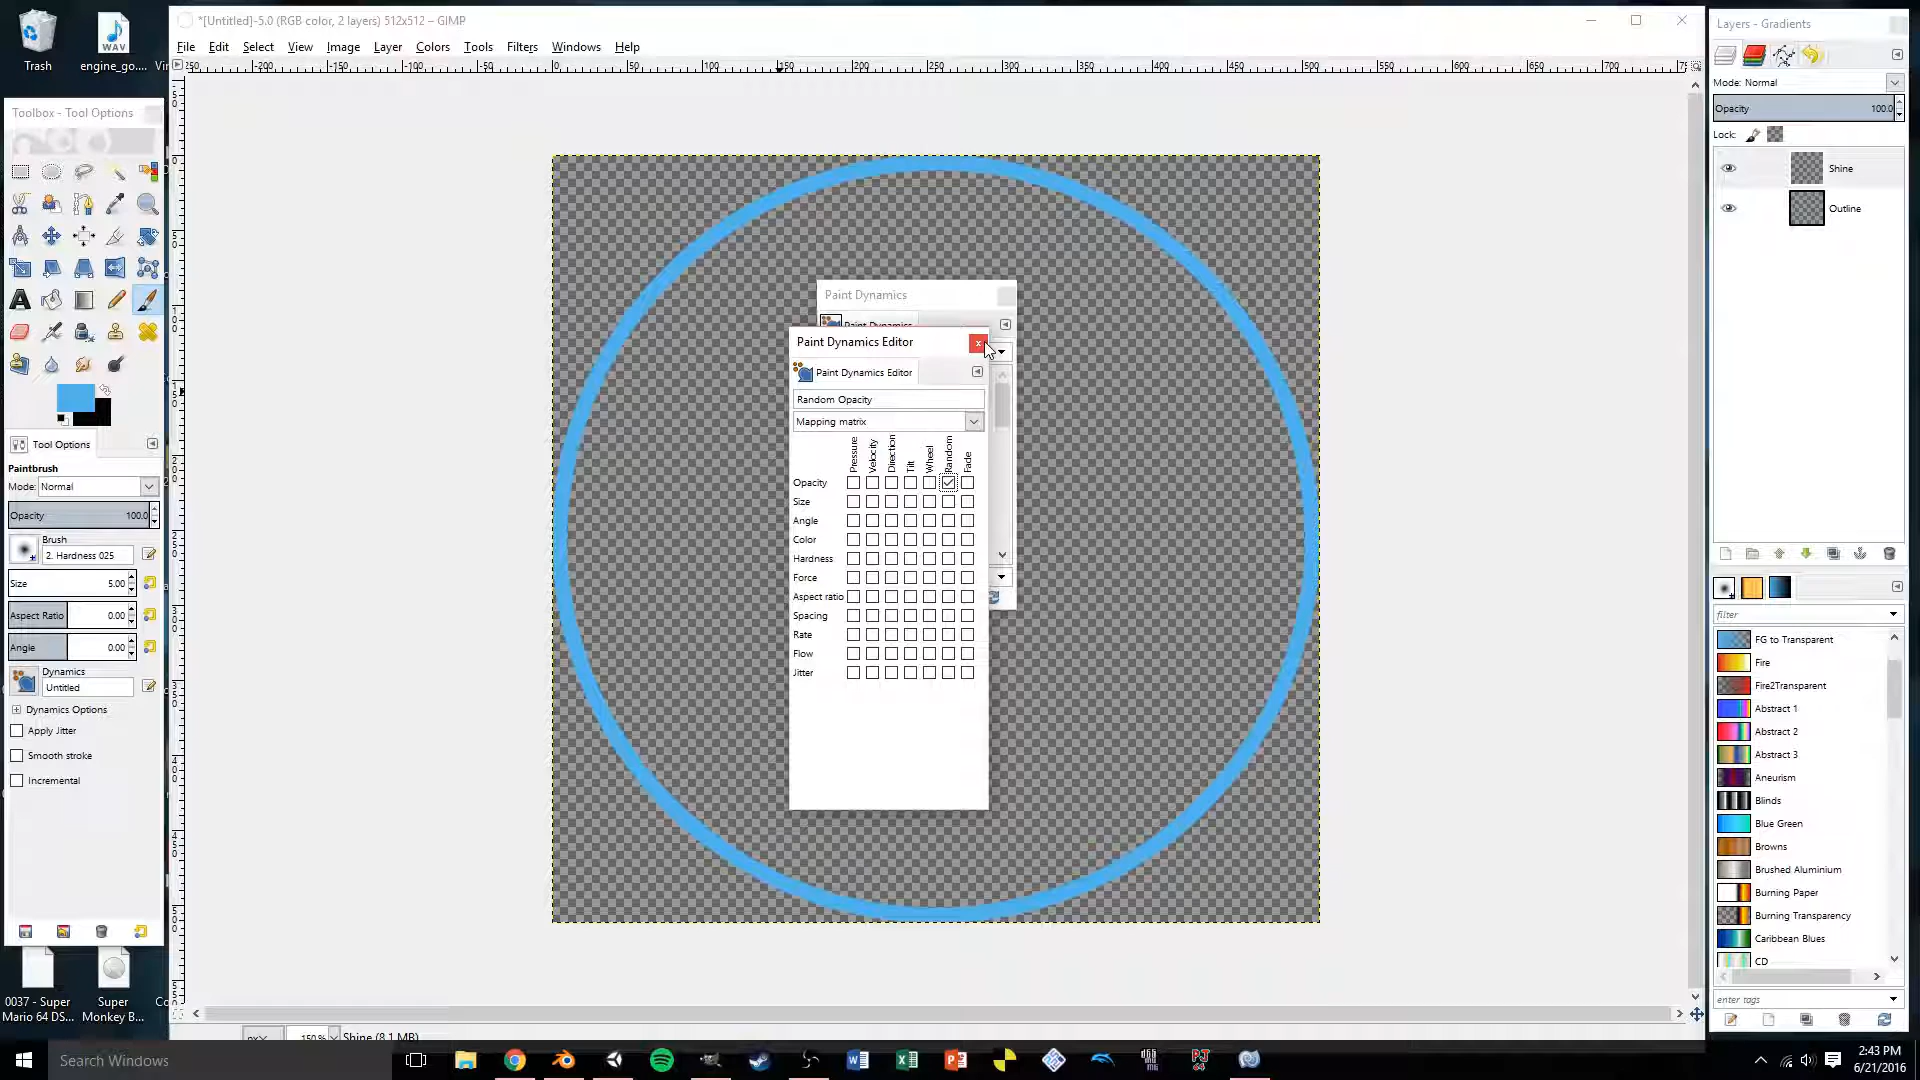 Trash
engine_go....
Vir
*[Untitled]-5.0 (RGB color, 2 layers) 512x512 – GIMP
File Edit Select View Image Layer Colors Tools Filters Windows Help
Toolbox - Tool Options
Tool Options
Paintbrush
Mode: Normal
Opacity 100.0
Brush
2. Hardness 025
Size 5.00
Aspect Ratio 0.00
Angle 0.00
Dynamics
Untitled
Dynamics Options
Apply Jitter
Smooth stroke
Incremental
0037 - Super
Mario 64 DS...
Super
Monkey B...
Co
Paint Dynamics
Paint Dynamics
Paint Dynamics Editor
Paint Dynamics Editor
Random Opacity
Mapping matrix
Pressure Velocity Direction Tilt Wheel Random Fade
Opacity
Size
Angle
Color
Hardness
Force
Aspect ratio
Spacing
Rate
Flow
Jitter
px 150% Shine (8.1 MB)
Layers - Gradients
Mode: Normal
Opacity 100.0
Lock:
Shine
Outline
filter
FG to Transparent
Fire
Fire2Transparent
Abstract 1
Abstract 2
Abstract 3
Aneurism
Blinds
Blue Green
Browns
Brushed Aluminium
Burning Paper
Burning Transparency
Caribbean Blues
CD
enter tags
Search Windows
2:43 PM
6/21/2016